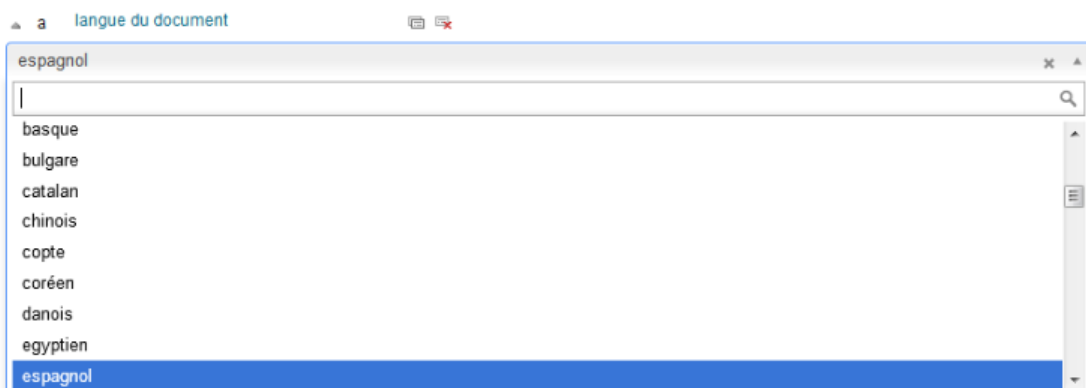 a langue du document
espagnol
basque
bulgare
catalan
chinois
copte
coréen
danois
egyptien
espagnol